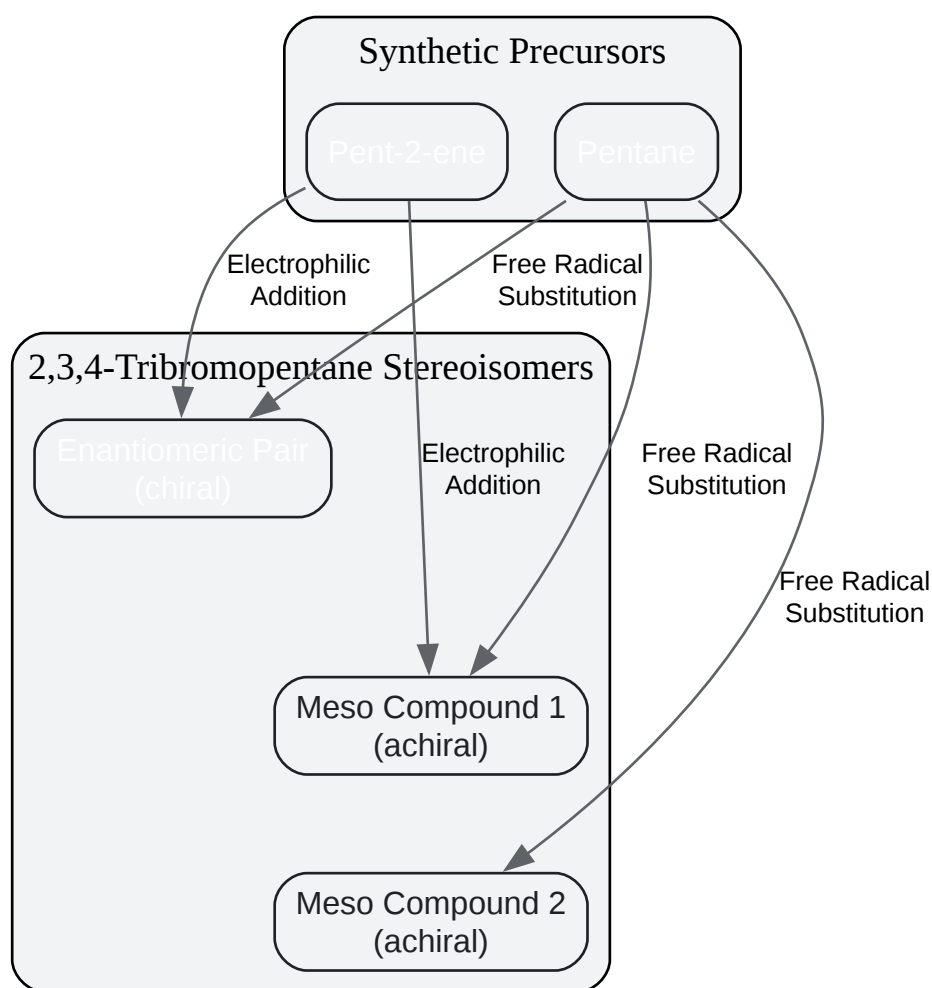 Synthetic Precursors
Pent-2-ene
Pentane
Electrophilic
Addition
Free Radical
Substitution
2,3,4-Tribromopentane Stereoisomers
Enantiomeric Pair
(chiral)
Electrophilic
Addition
Free Radical
Substitution
Free Radical
Substitution
Meso Compound 1
(achiral)
Meso Compound 2
(achiral)